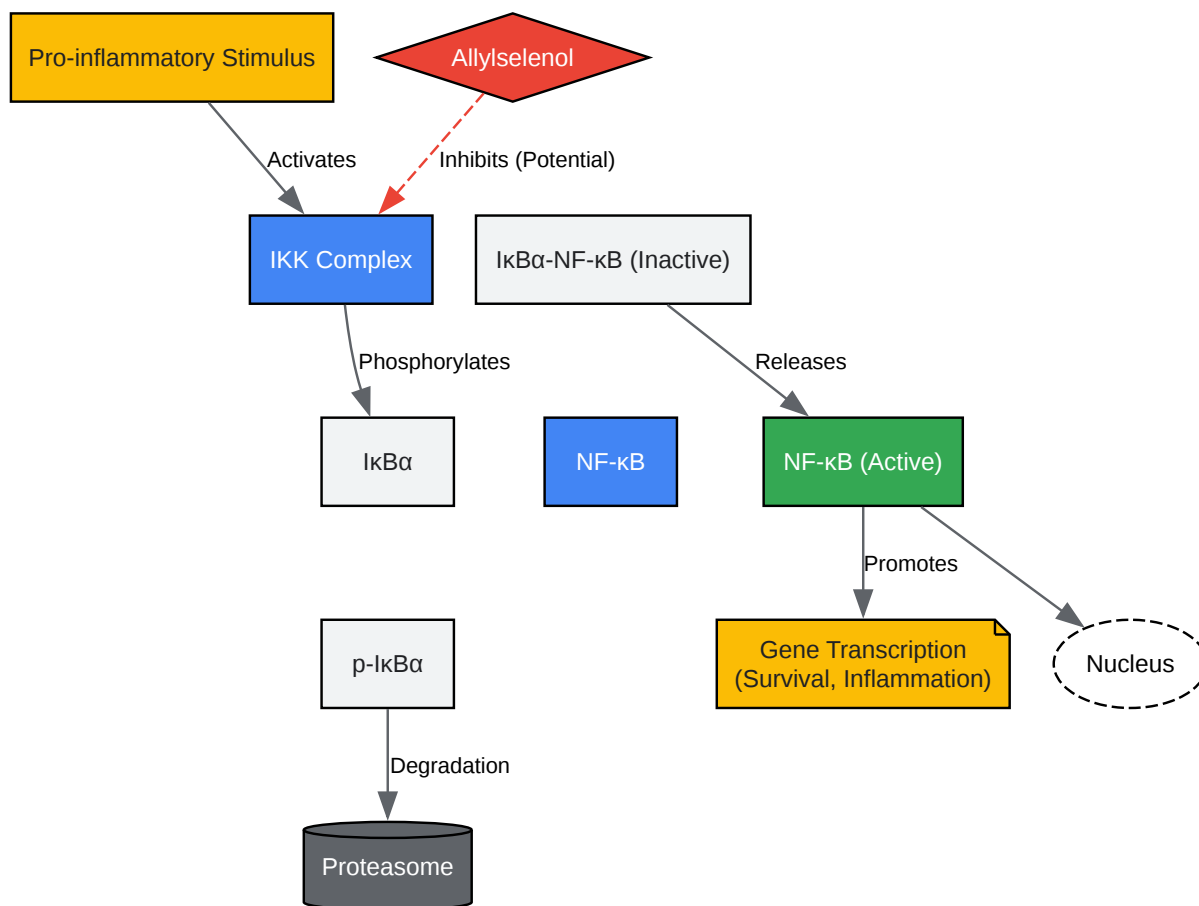 Pro-inflammatory Stimulus
Allylselenol
Activates
Inhibits (Potential)
IKK Complex
IκBα-NF-κB (Inactive)
Phosphorylates
Releases
IκBα
NF-κB
NF-κB (Active)
Promotes
p-IκBα
Gene Transcription
(Survival, Inflammation)
Nucleus
Degradation
Proteasome